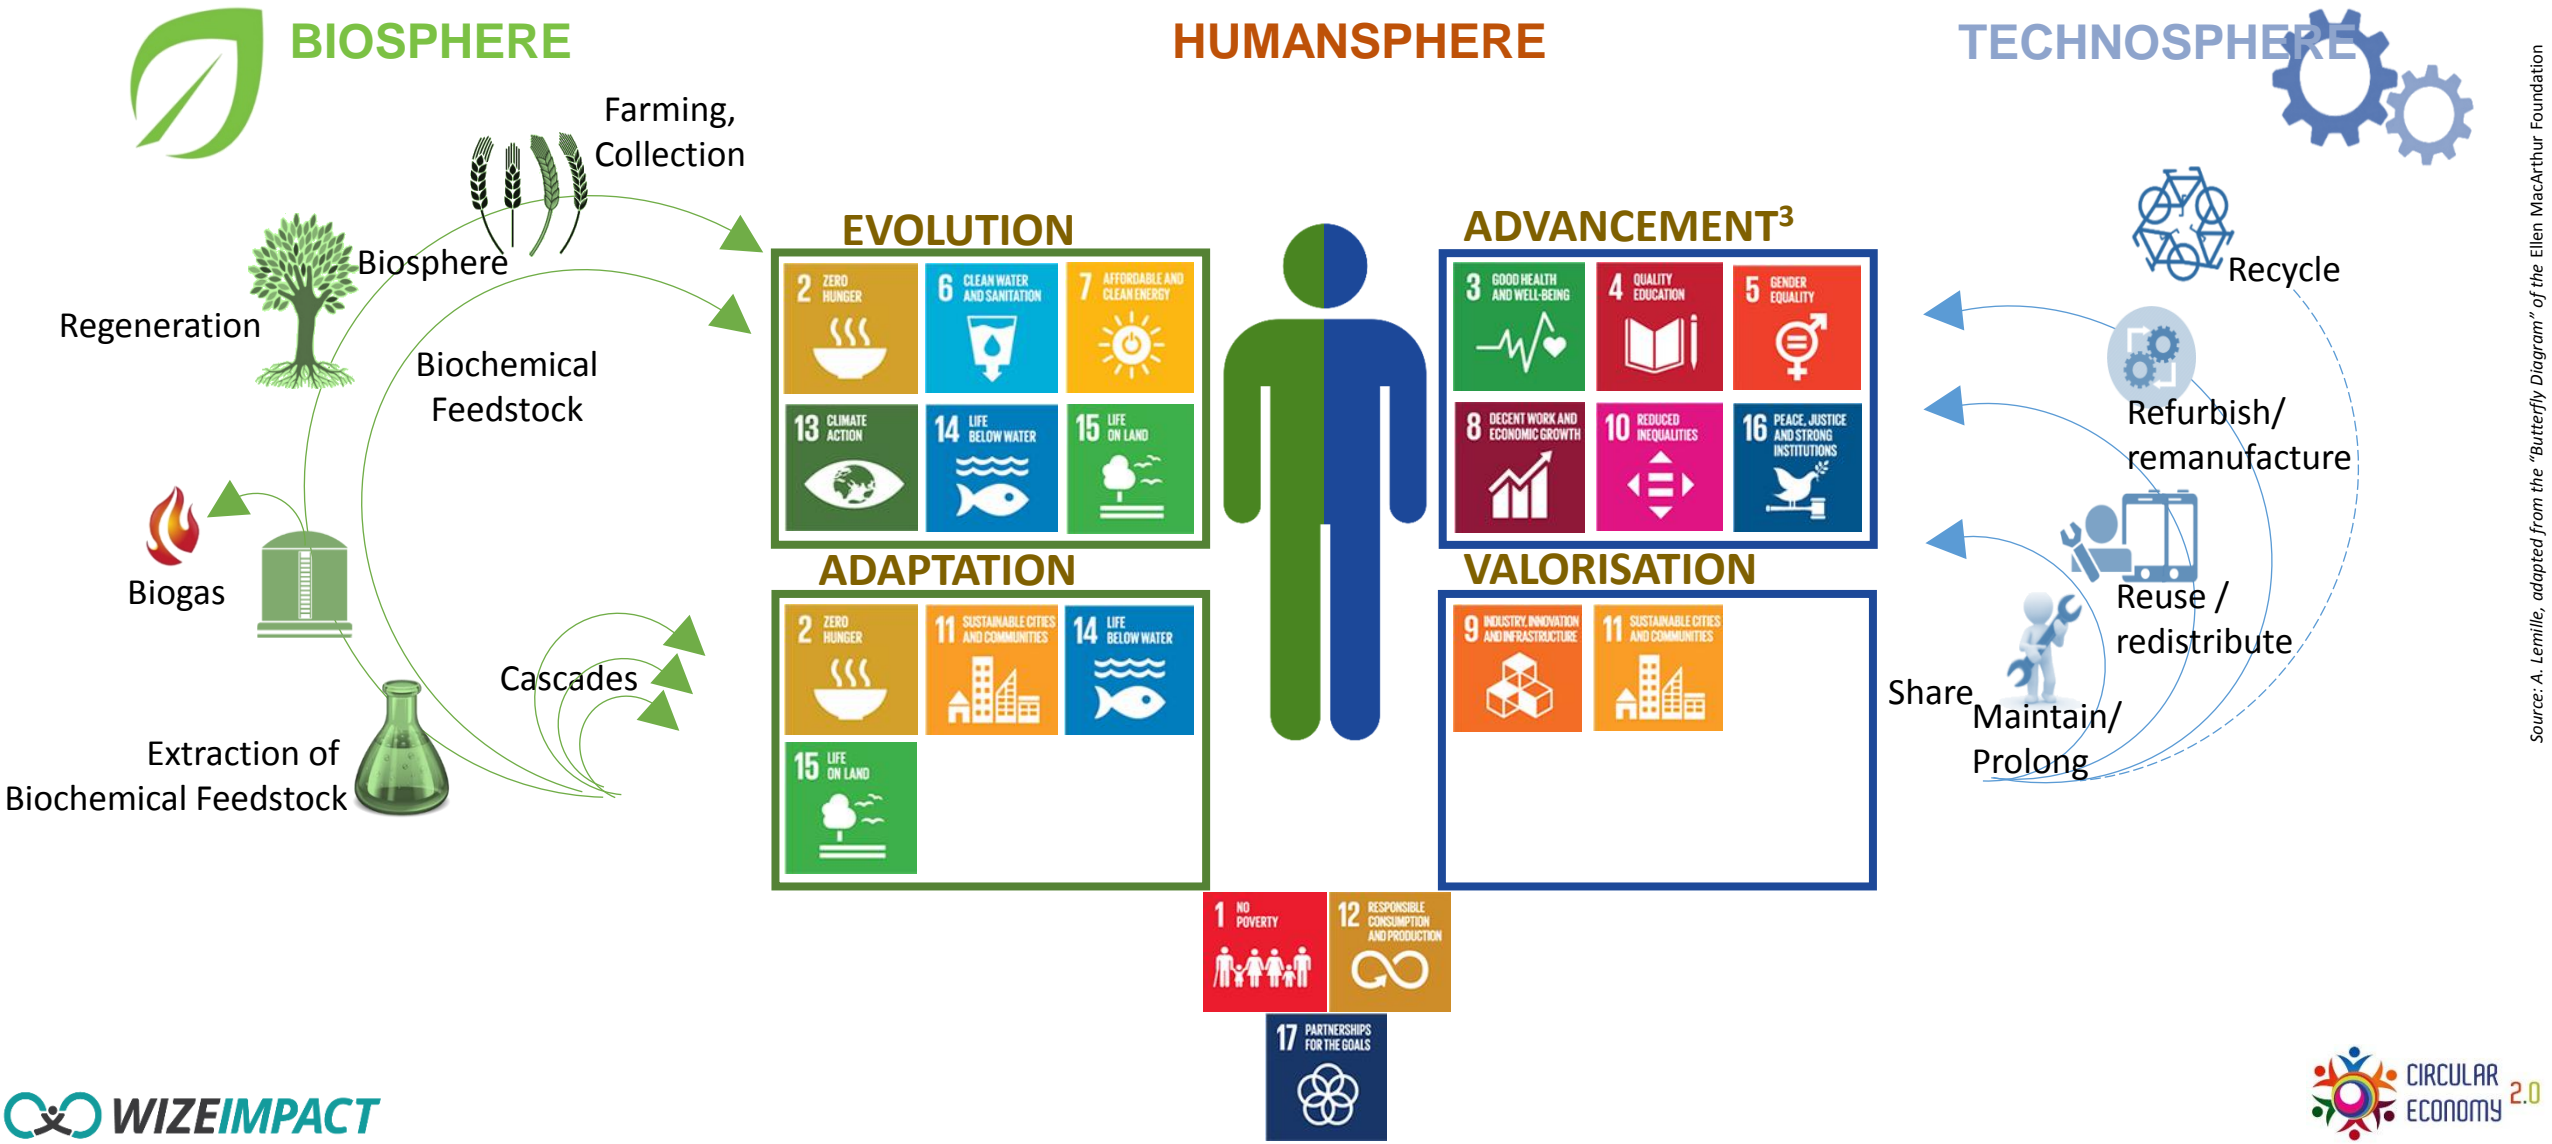 BIOSPHERE
HUMANSPHERE
TECHNOSPHERE
Farming,
Collection
Biosphere
Regeneration
Biochemical
Feedstock
Biogas
Cascades
Extraction of
Biochemical Feedstock
EVOLUTION
2 ZERO
HUNGER
6 CLEAN WATER
AND SANITATION
7 AFFORDABLE AND
CLEAN ENERGY
13 CLIMATE
ACTION
14 LIFE
BELOW WATER
15 LIFE
ON LAND
ADAPTATION
2 ZERO
HUNGER
11 SUSTAINABLE CITIES
AND COMMUNITIES
14 LIFE
BELOW WATER
15 LIFE
ON LAND
ADVANCEMENT³
3 GOOD HEALTH
AND WELL-BEING
4 QUALITY
EDUCATION
5 GENDER
EQUALITY
8 DECENT WORK AND
ECONOMIC GROWTH
10 REDUCED
INEQUALITIES
16 PEACE, JUSTICE
AND STRONG
INSTITUTIONS
VALORISATION
9 INDUSTRY, INNOVATION
AND INFRASTRUCTURE
11 SUSTAINABLE CITIES
AND COMMUNITIES
1 NO
POVERTY
12 RESPONSIBLE
CONSUMPTION
AND PRODUCTION
17 PARTNERSHIPS
FOR THE GOALS
Recycle
Refurbish/
remanufacture
Reuse /
redistribute
Share
Maintain/
Prolong
Source: A. Lemille, adapted from the "Butterfly Diagram" of the Ellen MacArthur Foundation
WIZEIMPACT
CIRCULAR
ECONOMY 2.0